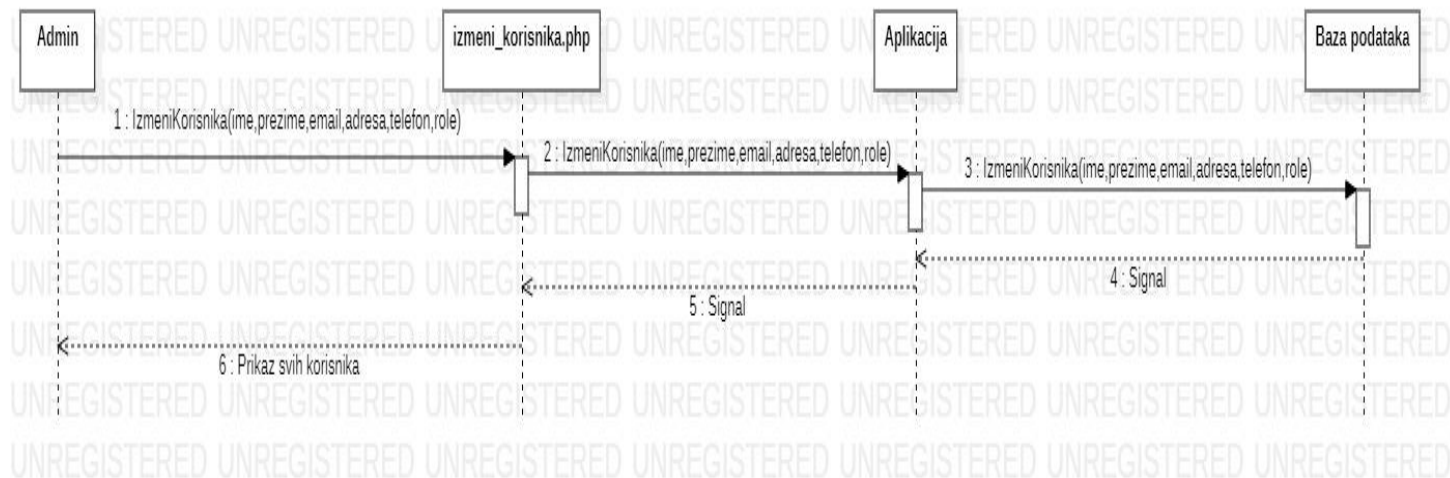 Admin
izmeni_korisnika.php
Aplikacija
Baza podataka
1 : IzmeniKorisnika(ime,prezime,email,adresa,telefon,role)
2 : IzmeniKorisnika(ime,prezime,email,adresa,telefon,role)
3 : IzmeniKorisnika(ime,prezime,email,adresa,telefon,role)
4 : Signal
5 : Signal
6 : Prikaz svih korisnika
UNREGISTERED UNREGISTERED UNREGISTERED UNREGISTERED UNREGISTERED UNREGISTERED UNREGISTERED